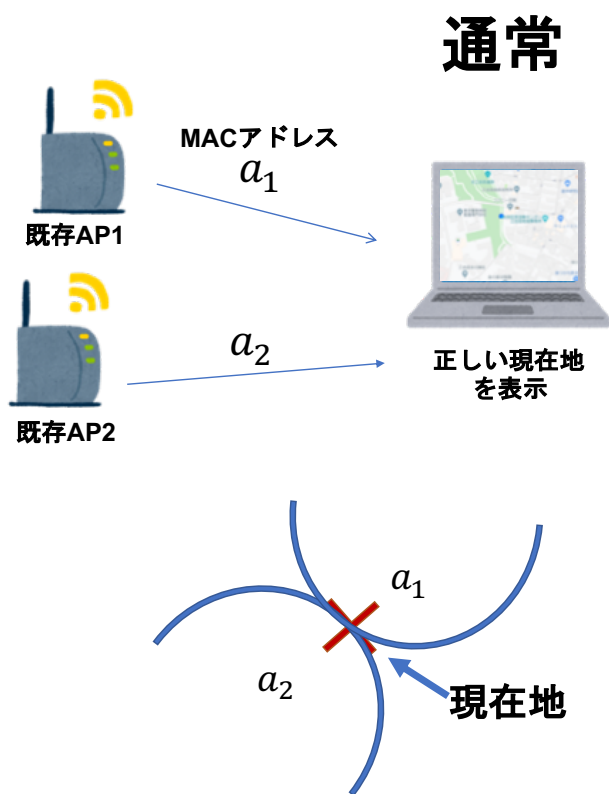 通常
MACアドレス
𝑎₁
既存AP1
𝑎₂
正しい現在地
を表示
既存AP2
𝑎₁
𝑎₂
現在地